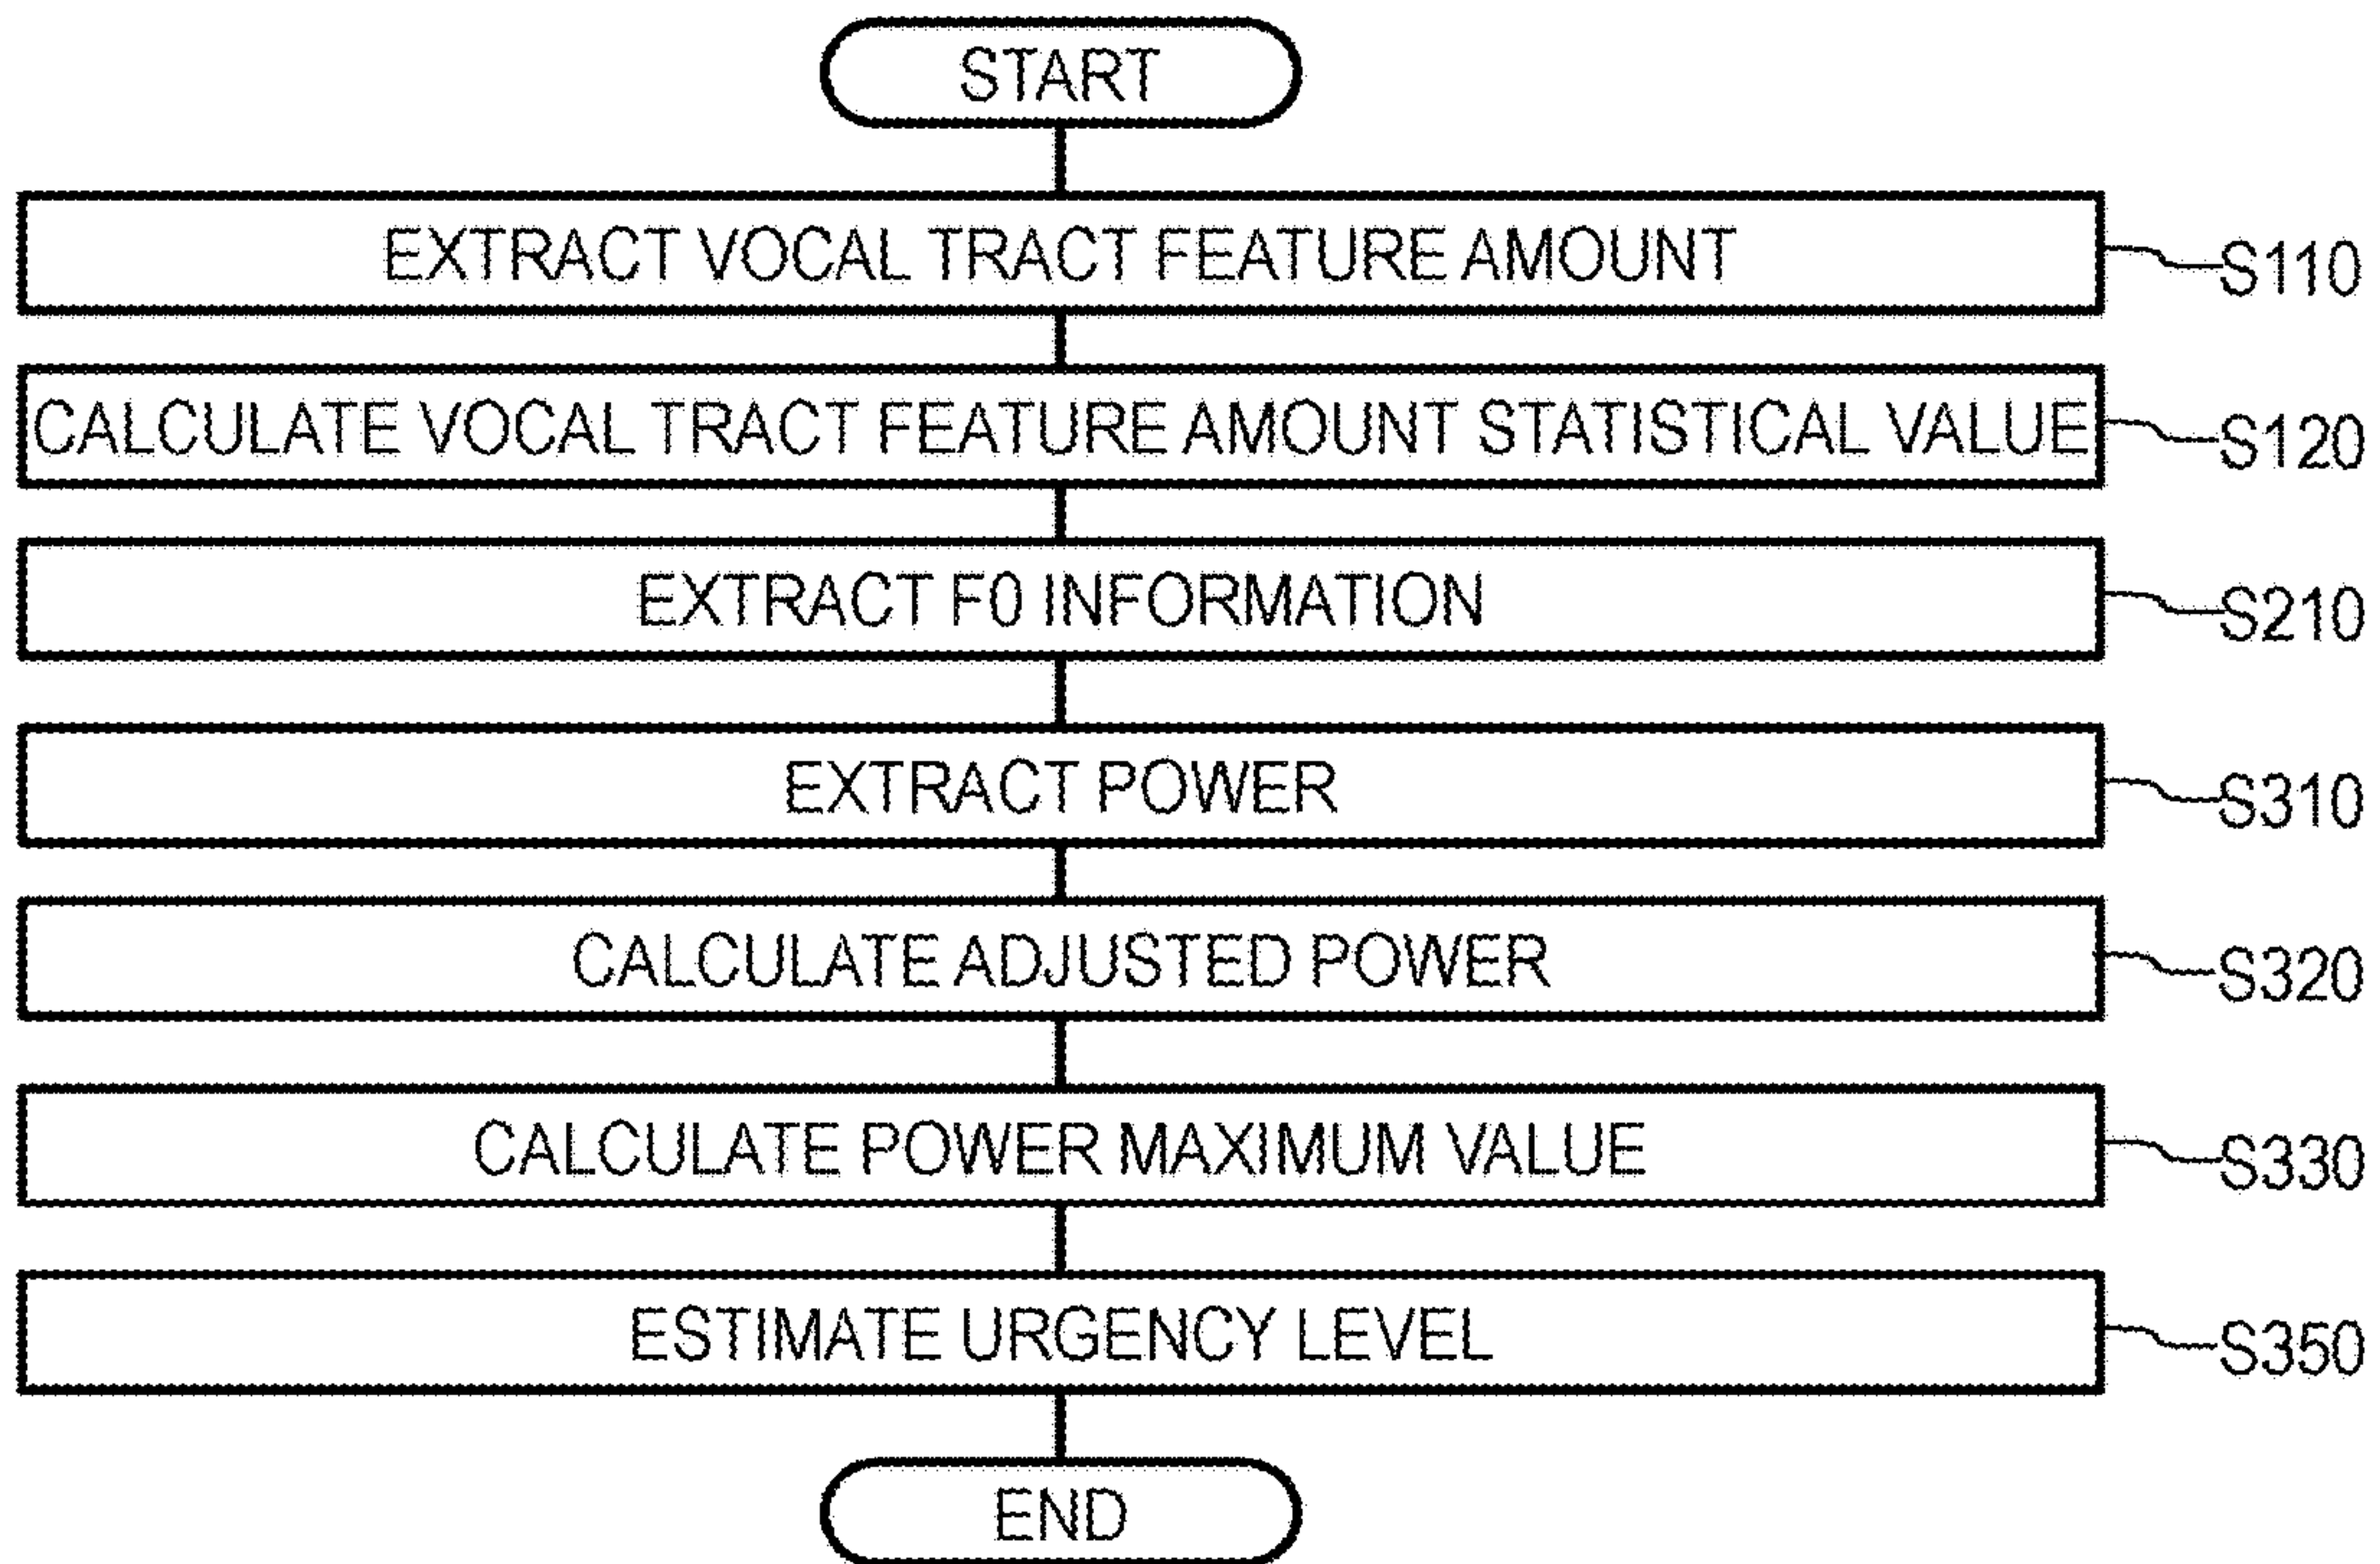 START
EXTRACT VOCAL TRACT FEATURE AMOUNT S110
CALCULATE VOCAL TRACT FEATURE AMOUNT STATISTICAL VALUE S120
EXTRACT F0 INFORMATION S210
EXTRACT POWER S310
CALCULATE ADJUSTED POWER S320
CALCULATE POWER MAXIMUM VALUE S330
ESTIMATE URGENCY LEVEL S350
END